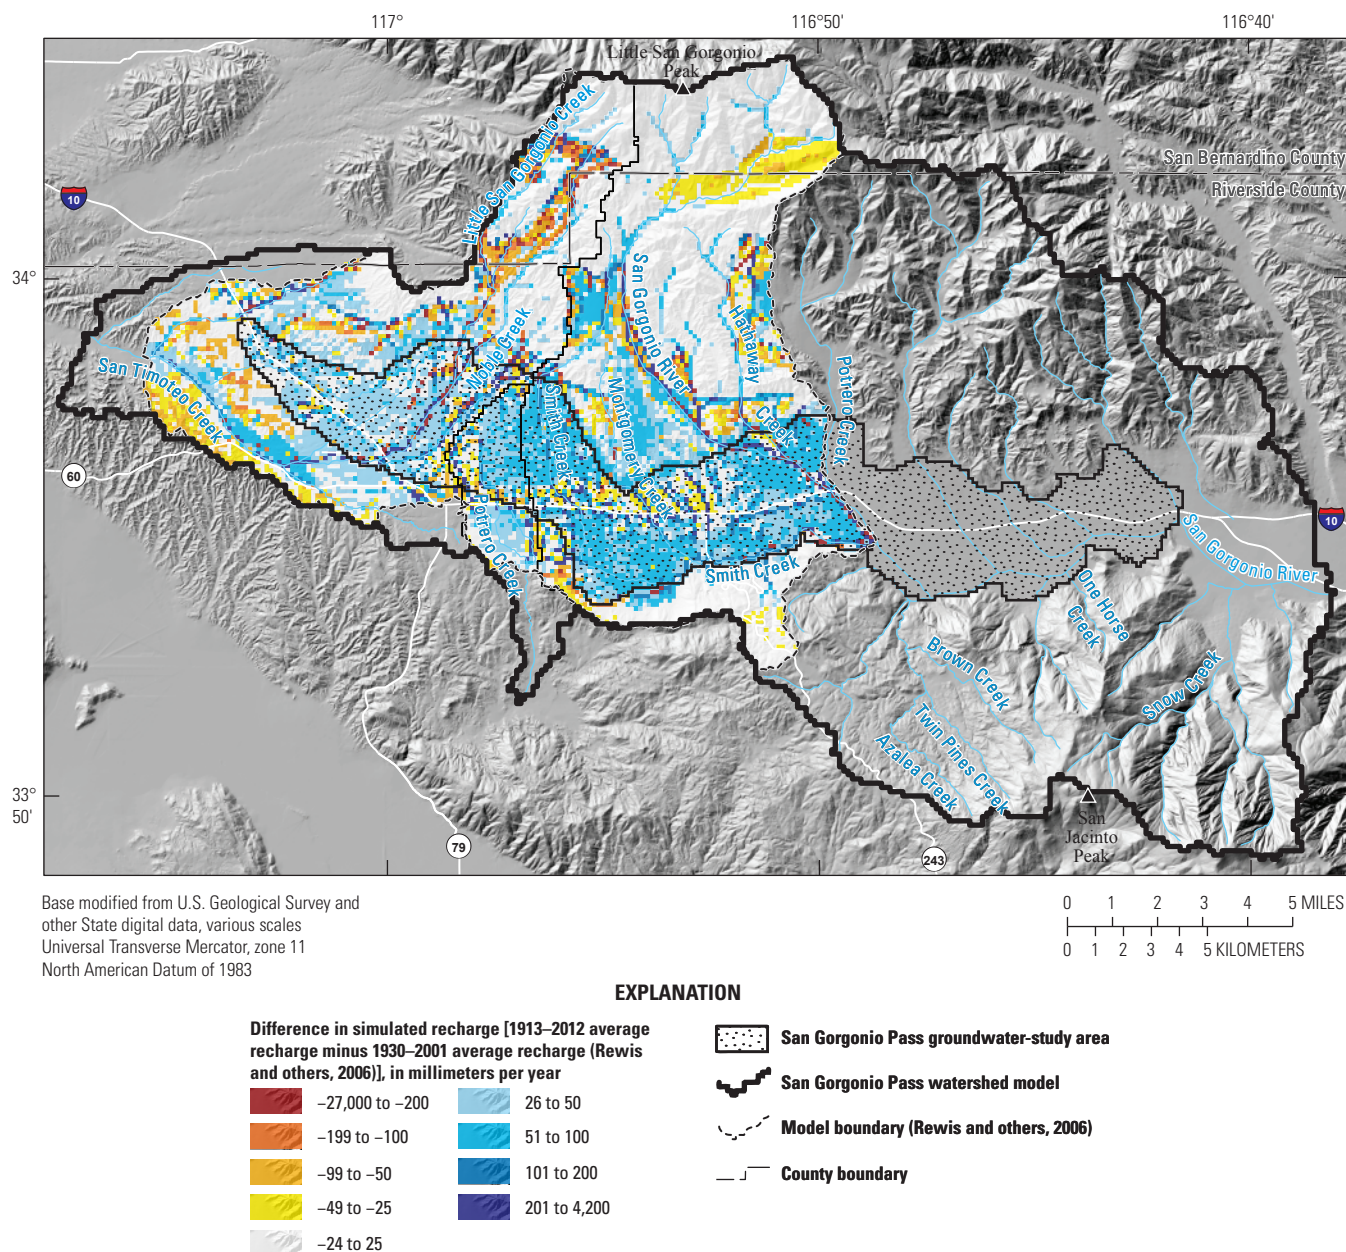 117°
116°50'
116°40'
Little San Gorgonio
Peak
San Bernardino County
Riverside County
10
Little San Gorgonio Creek
34°
San Gorgonio River
Hathaway
Creek
Noble Creek
Potrero Creek
San Timoteo Creek
Smith Creek
Montgomery
Creek
60
Potrero Creek
Smith Creek
10
San Gorgonio River
One Horse
Creek
Brown Creek
Snow Creek
Twin Pines Creek
Azalea Creek
33°
50'
San
Jacinto
Peak
79
243
Base modified from U.S. Geological Survey and
other State digital data, various scales
Universal Transverse Mercator, zone 11
North American Datum of 1983
0 1 2 3 4 5 MILES
0 1 2 3 4 5 KILOMETERS
EXPLANATION
Difference in simulated recharge [1913–2012 average
recharge minus 1930–2001 average recharge (Rewis
and others, 2006)], in millimeters per year
−27,000 to −200
−199 to −100
−99 to −50
−49 to −25
−24 to 25
26 to 50
51 to 100
101 to 200
201 to 4,200
San Gorgonio Pass groundwater-study area
San Gorgonio Pass watershed model
Model boundary (Rewis and others, 2006)
County boundary